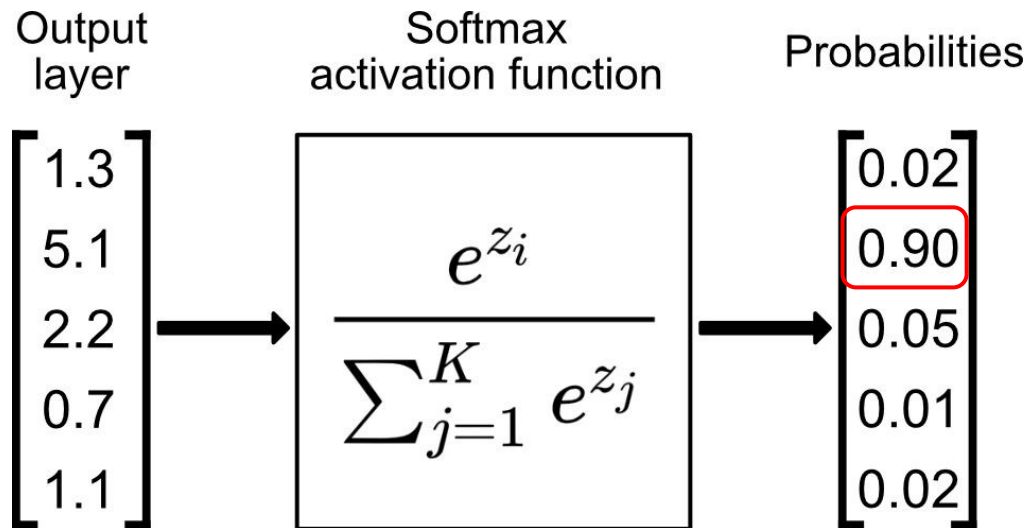 Output
layer
Softmax
activation function
Probabilities
1.3
5.1
2.2
0.7
1.1
e^{z_i}
∑_{j=1}^{K} e^{z_j}
0.02
0.90
0.05
0.01
0.02